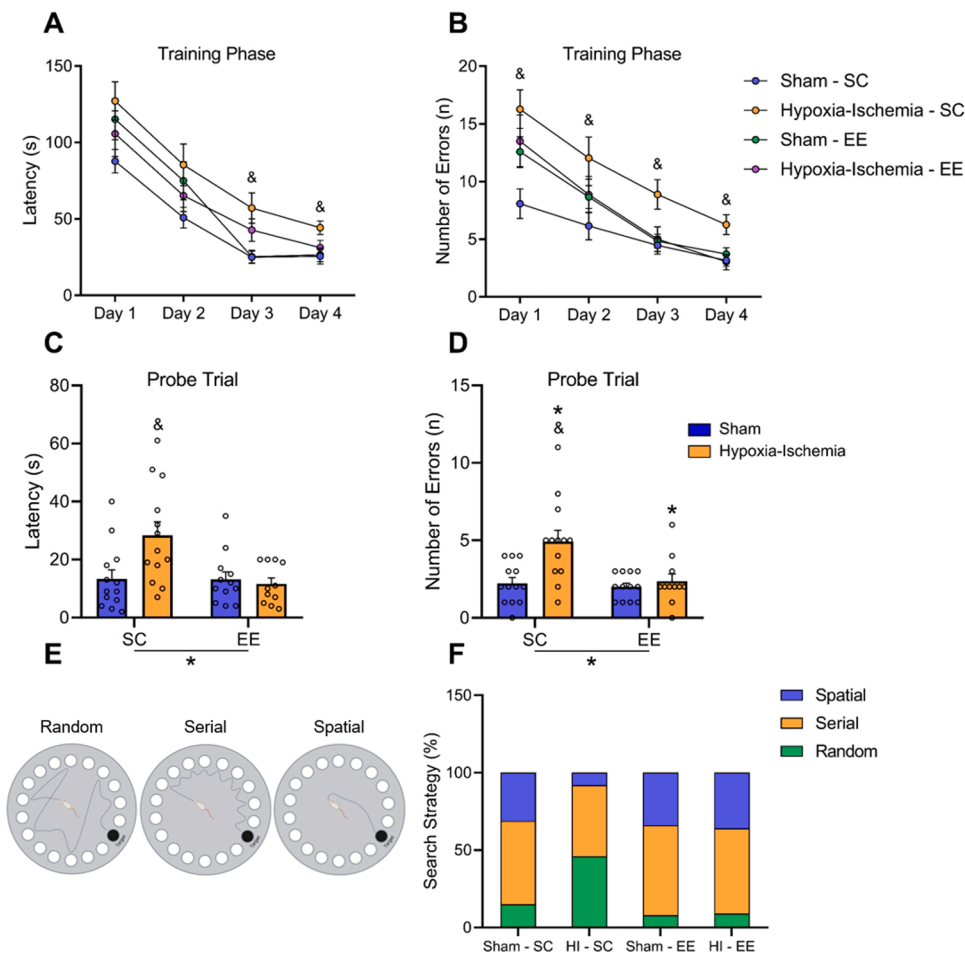 A
Training Phase
Latency (s)
150
100
50
0
&
&
Day 1 Day 2 Day 3 Day 4
B
Training Phase
Number of Errors (n)
20
15
10
5
0
&
&
&
&
Day 1 Day 2 Day 3 Day 4
Sham - SC
Hypoxia-Ischemia - SC
Sham - EE
Hypoxia-Ischemia - EE
C
Probe Trial
Latency (s)
80
60
40
20
0
&
SC EE
*
D
Probe Trial
Number of Errors (n)
15
10
5
0
*
&
*
SC EE
*
Sham
Hypoxia-Ischemia
E
Random Serial Spatial
Target Target Target
F
Search Strategy (%)
150
100
50
0
Sham - SC HI - SC Sham - EE HI - EE
Spatial
Serial
Random